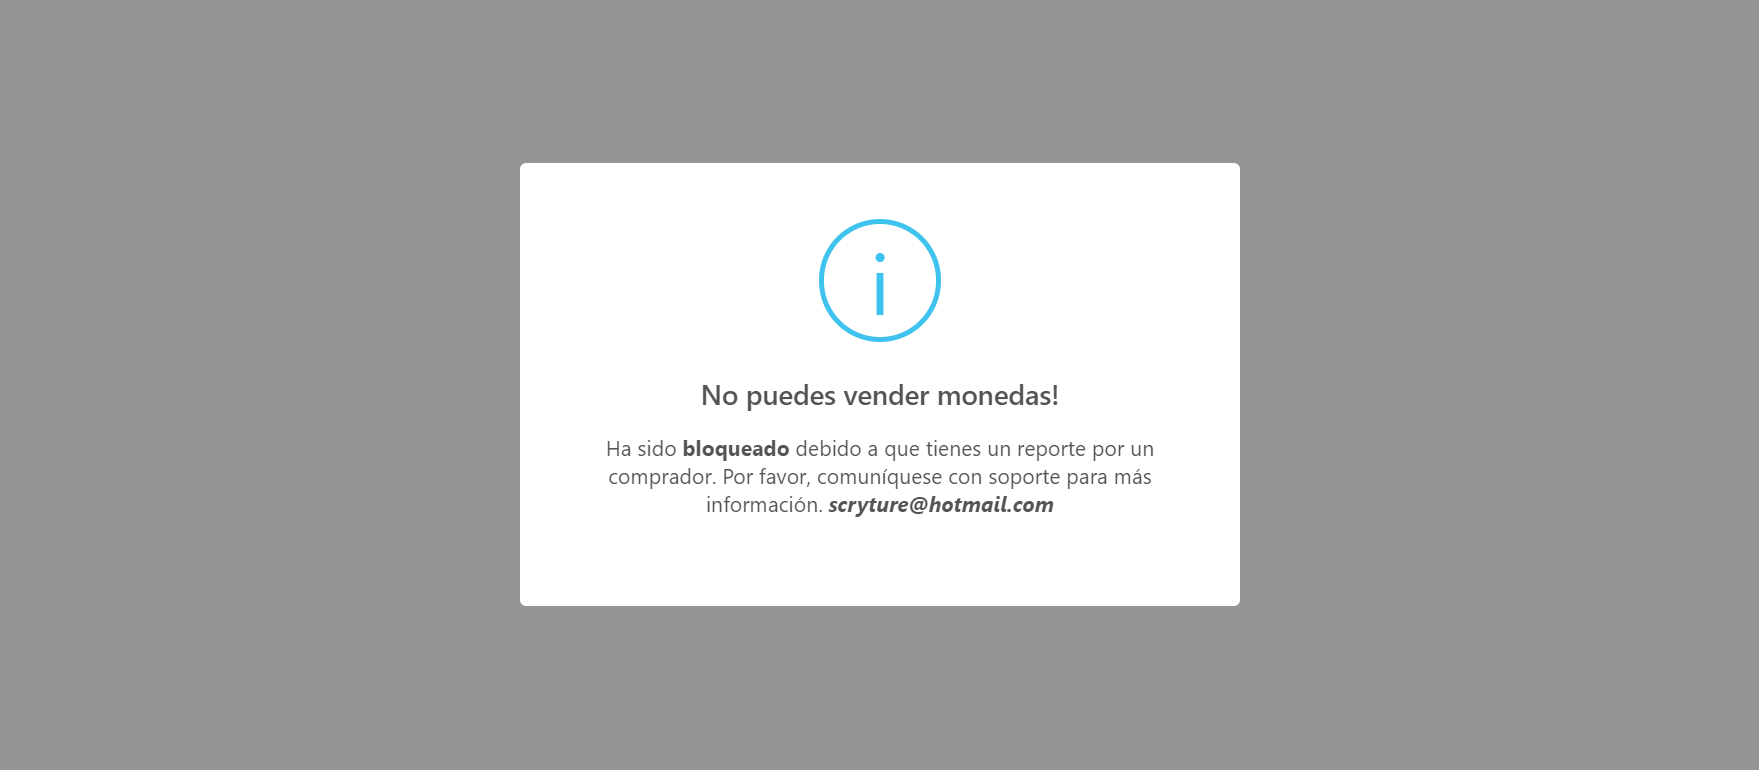 No puedes vender monedas!
Ha sido bloqueado debido a que tienes un reporte por un
comprador. Por favor, comuníquese con soporte para más
información. scryture@hotmail.com